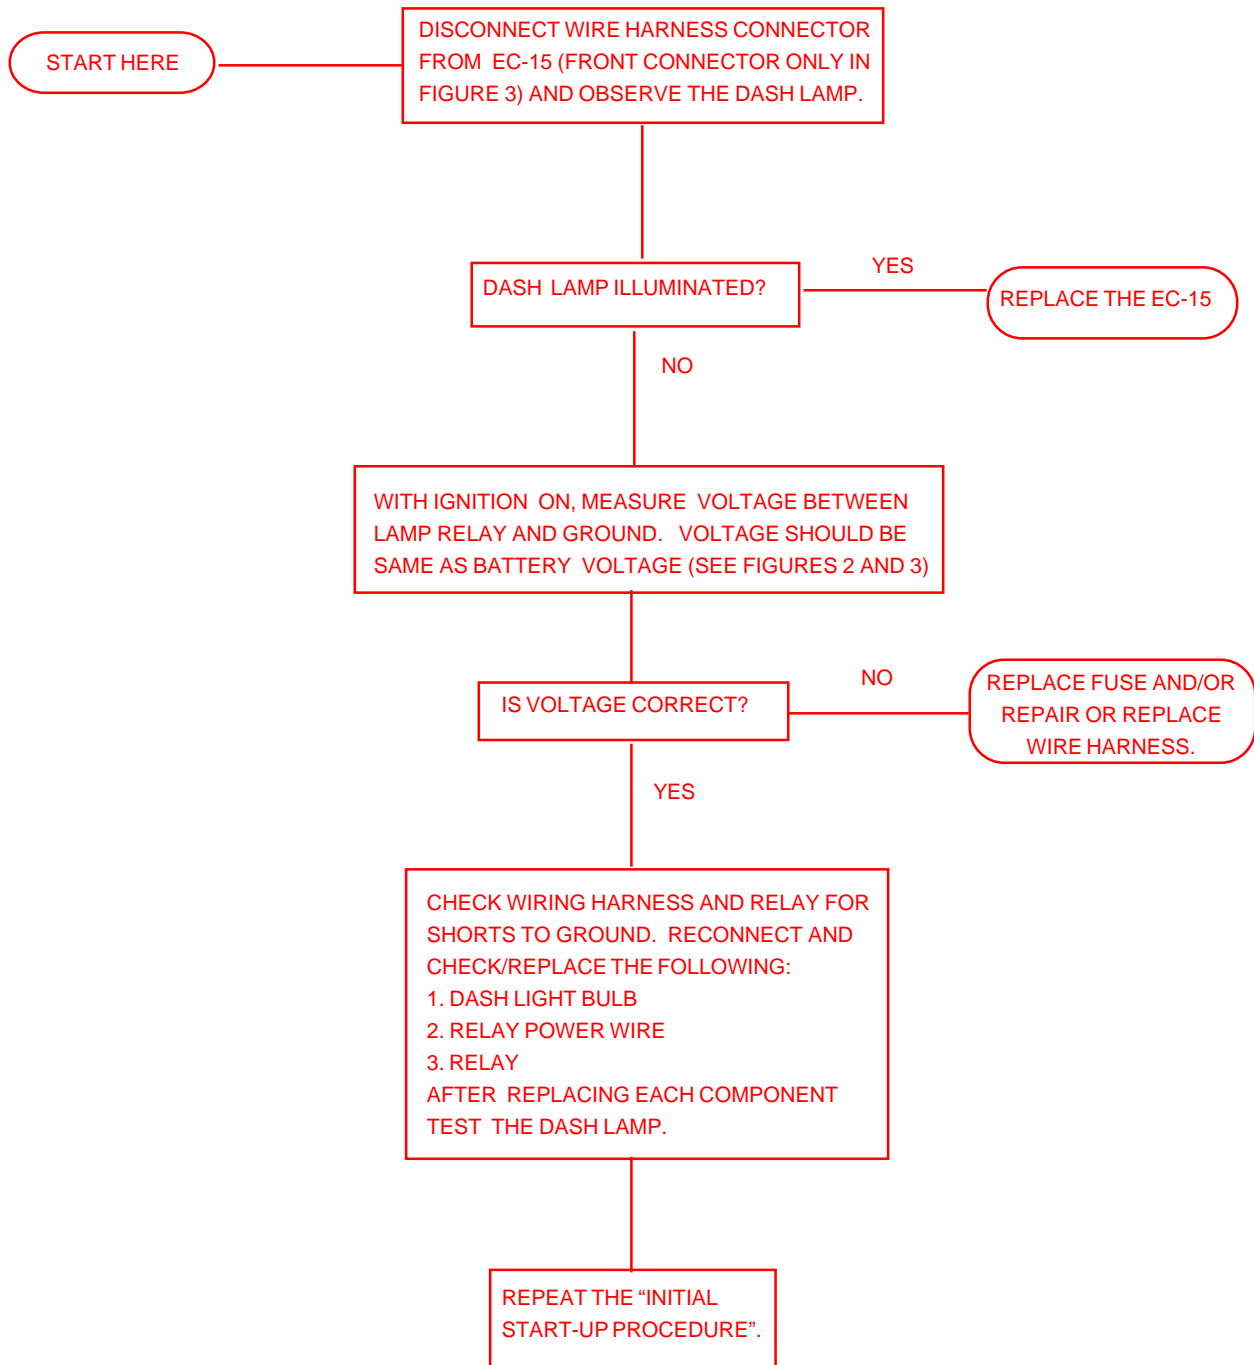 START HERE
DISCONNECT WIRE HARNESS CONNECTOR
FROM EC-15 (FRONT CONNECTOR ONLY IN
FIGURE 3) AND OBSERVE THE DASH LAMP.
DASH LAMP ILLUMINATED?
YES
REPLACE THE EC-15
NO
WITH IGNITION ON, MEASURE VOLTAGE BETWEEN
LAMP RELAY AND GROUND. VOLTAGE SHOULD BE
SAME AS BATTERY VOLTAGE (SEE FIGURES 2 AND 3)
IS VOLTAGE CORRECT?
NO
REPLACE FUSE AND/OR
REPAIR OR REPLACE
WIRE HARNESS.
YES
CHECK WIRING HARNESS AND RELAY FOR
SHORTS TO GROUND. RECONNECT AND
CHECK/REPLACE THE FOLLOWING:
1. DASH LIGHT BULB
2. RELAY POWER WIRE
3. RELAY
AFTER REPLACING EACH COMPONENT
TEST THE DASH LAMP.
REPEAT THE “INITIAL
START-UP PROCEDURE”.